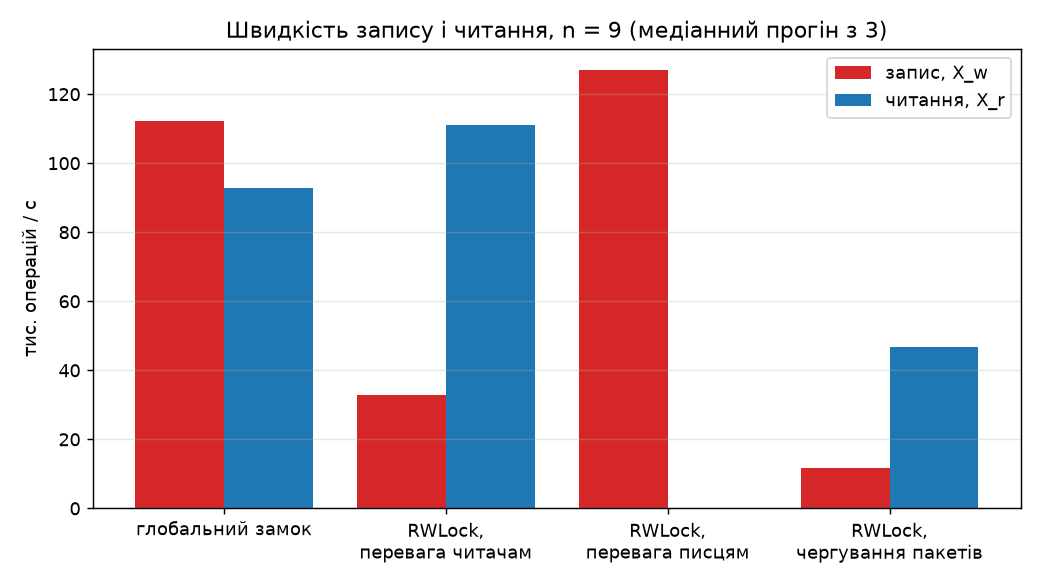 Швидкість запису і читання, n = 9 (медіанний прогін з 3)
запис, X_w
читання, X_r
тис. операцій / с
120
100
80
60
40
20
0
глобальний замок
RWLock,
перевага читачам
RWLock,
перевага писцям
RWLock,
чергування пакетів